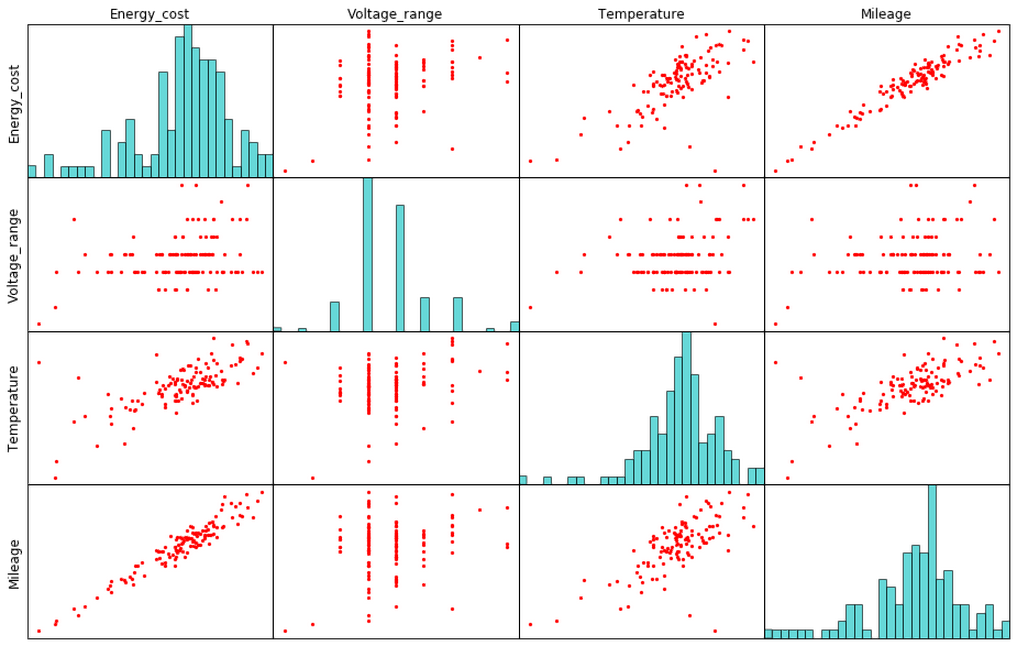 Energy_cost Voltage_range Temperature Mileage
Energy_cost
Voltage_range
Temperature
Mileage